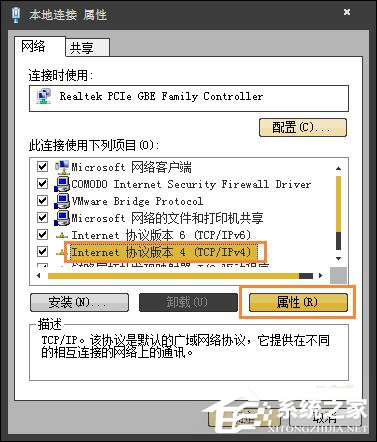 本地连接 属性
网络
共享
连接时使用:
Realtek PCIe GBE Family Controller
配置(C)...
此连接使用下列项目(O):
Microsoft 网络客户端
COMODO Internet Security Firewall Driver
VMware Bridge Protocol
Microsoft 网络的文件和打印机共享
Internet 协议版本 6 (TCP/IPv6)
Internet 协议版本 4 (TCP/IPv4)
安装(N)...
卸载(U)
属性(R)
描述
TCP/IP。该协议是默认的广域网络协议，它提供在不同
的相互连接的网络上的通讯。
系统之家
XITONGZHIJIA.NET